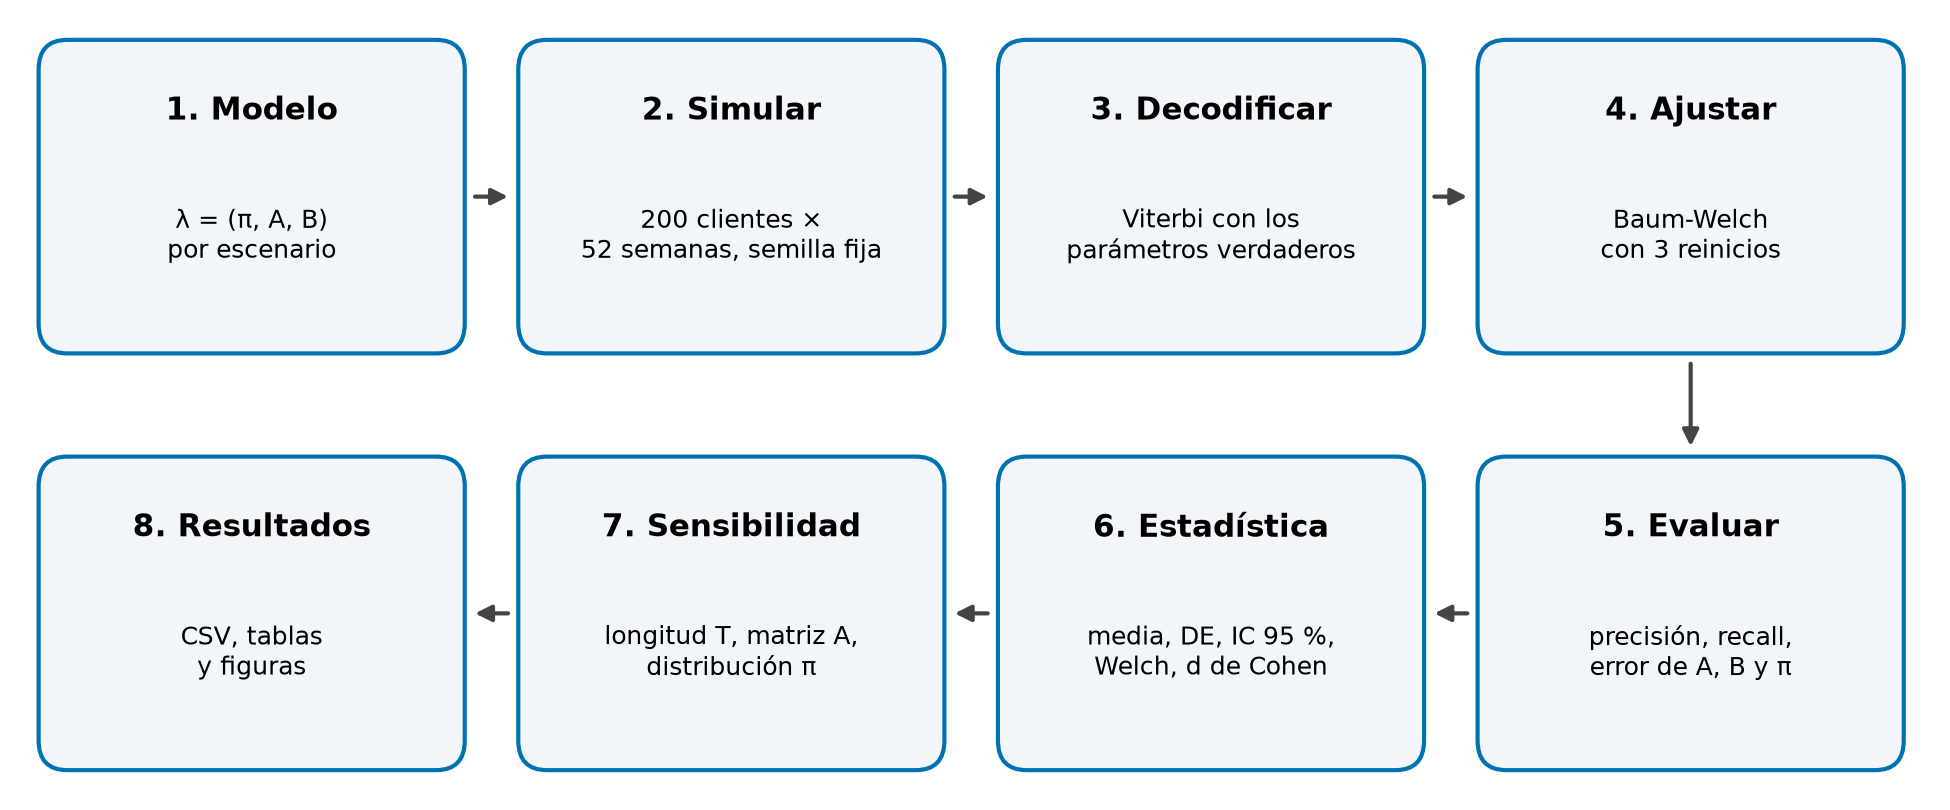 1. Modelo
λ = (π, A, B)
por escenario
2. Simular
200 clientes ×
52 semanas, semilla fija
3. Decodificar
Viterbi con los
parámetros verdaderos
4. Ajustar
Baum-Welch
con 3 reinicios
5. Evaluar
precisión, recall,
error de A, B y π
6. Estadística
media, DE, IC 95 %,
Welch, d de Cohen
7. Sensibilidad
longitud T, matriz A,
distribución π
8. Resultados
CSV, tablas
y figuras